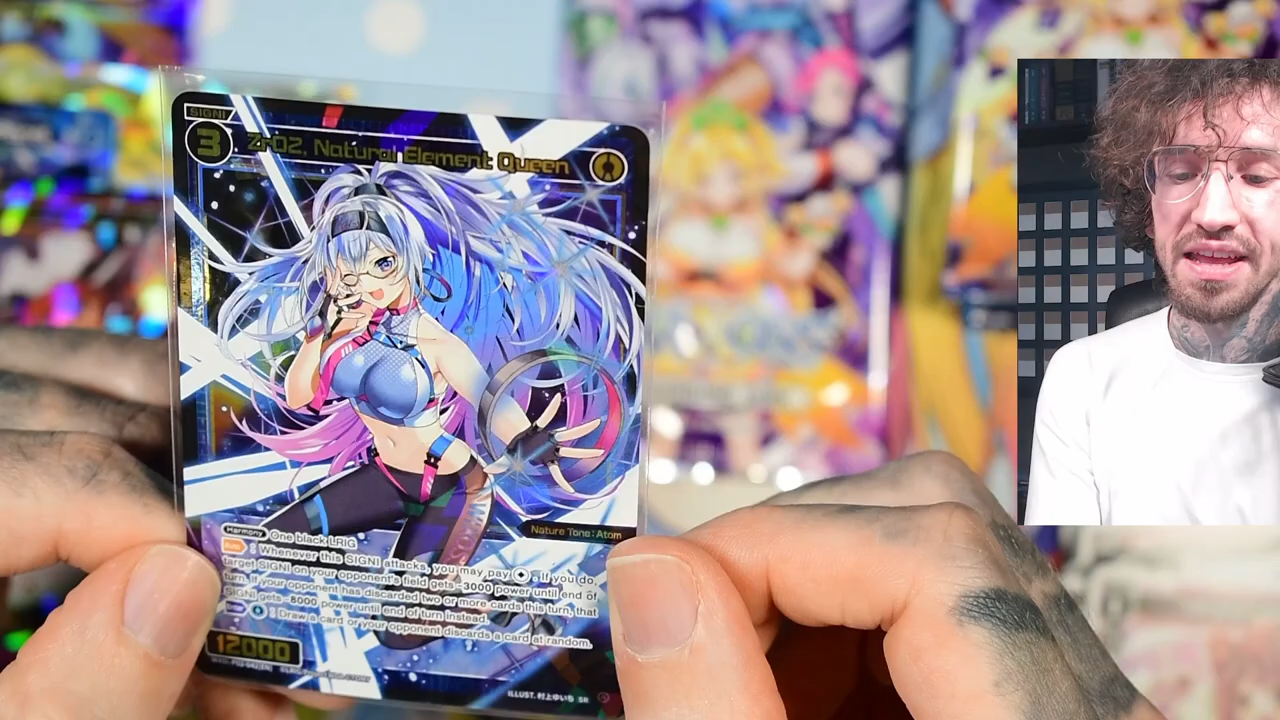 SIGNI
3
ZrO2, Natural Element Queen
Nature Tone: Atom
Harmony One black LRIG
Auto : Whenever this SIGNI attacks, you may pay . If you do,
target SIGNI on your opponent's field gets -3000 power until end of
turn. If your opponent has discarded two or more cards this turn, that
SIGNI gets -8000 power until end of turn instead.
: Draw a card or your opponent discards a card at random.
12000
ILLUST. 村上ゆいち SR